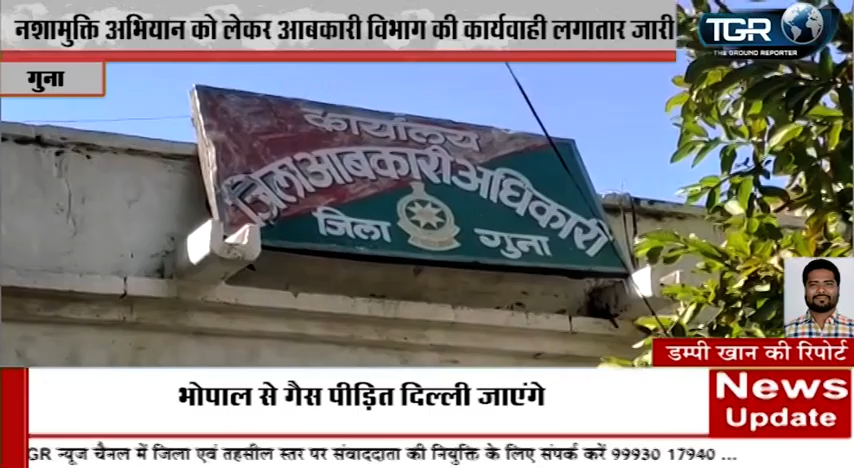 नशामुक्ति अभियान को लेकर आबकारी विभाग की कार्यवाही लगातार जारी
TGR
THE GROUND REPORTER
गुना
कार्यालय
जिला आबकारी अधिकारी
जिला गुना
डम्पी खान की रिपोर्ट
भोपाल से गैस पीड़ित दिल्ली जाएंगे
News
Update
GR न्यूज चैनल में जिला एवं तहसील स्तर पर संवाददाता की नियुक्ति के लिए संपर्क करें 99930 17940 ...